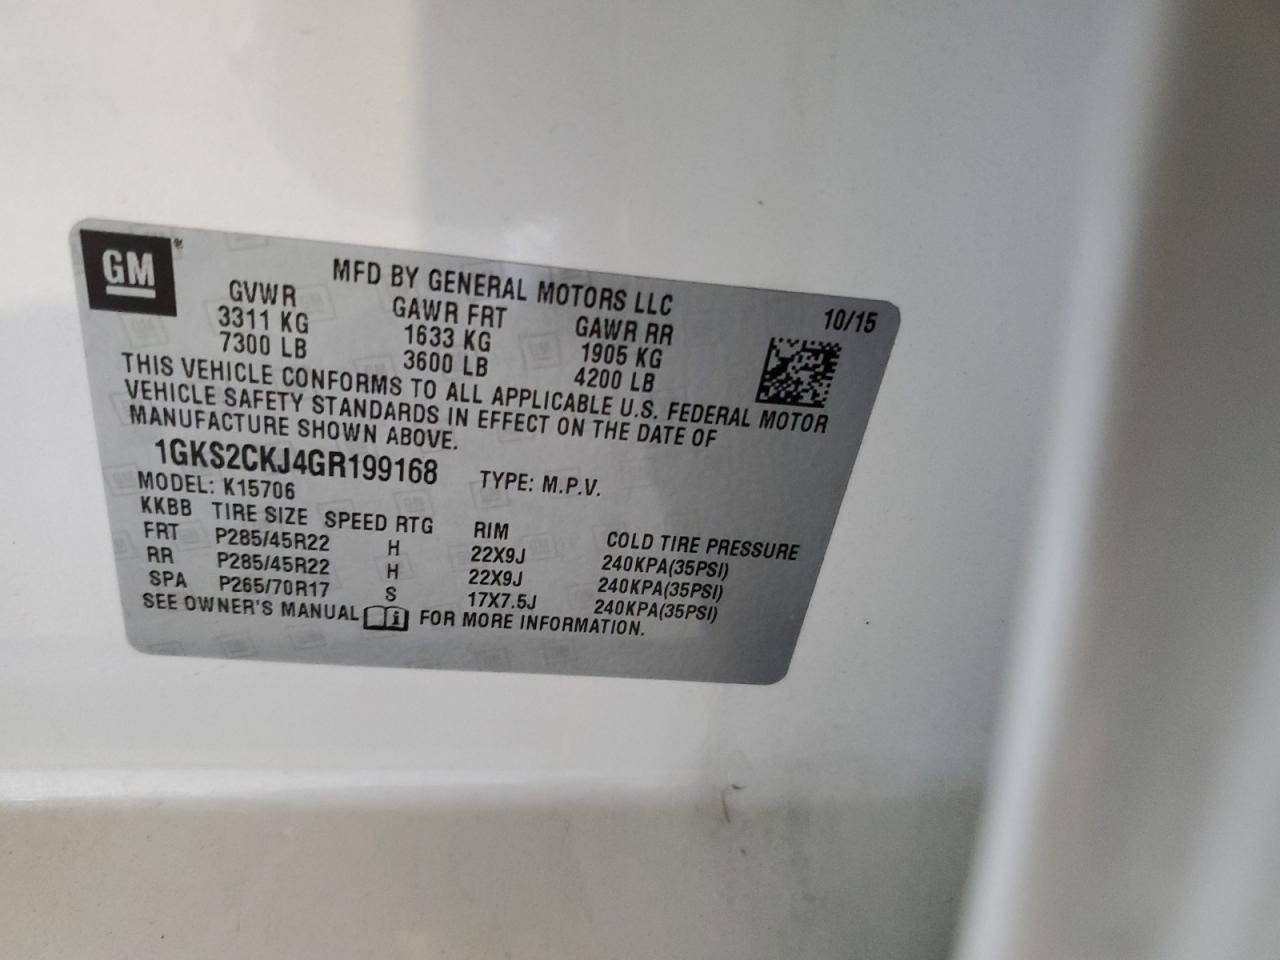 GM
MFD BY GENERAL MOTORS LLC
10/15
GVWR GAWR FRT GAWR RR
3311 KG 1633 KG 1905 KG
7300 LB 3600 LB 4200 LB
THIS VEHICLE CONFORMS TO ALL APPLICABLE U.S. FEDERAL MOTOR
VEHICLE SAFETY STANDARDS IN EFFECT ON THE DATE OF
MANUFACTURE SHOWN ABOVE.
1GKS2CKJ4GR199168 TYPE: M.P.V.
MODEL: K15706
KKBB TIRE SIZE SPEED RTG RIM COLD TIRE PRESSURE
FRT P285/45R22 H 22X9J 240KPA(35PSI)
RR P285/45R22 H 22X9J 240KPA(35PSI)
SPA P265/70R17 S 17X7.5J 240KPA(35PSI)
SEE OWNER'S MANUAL i FOR MORE INFORMATION.